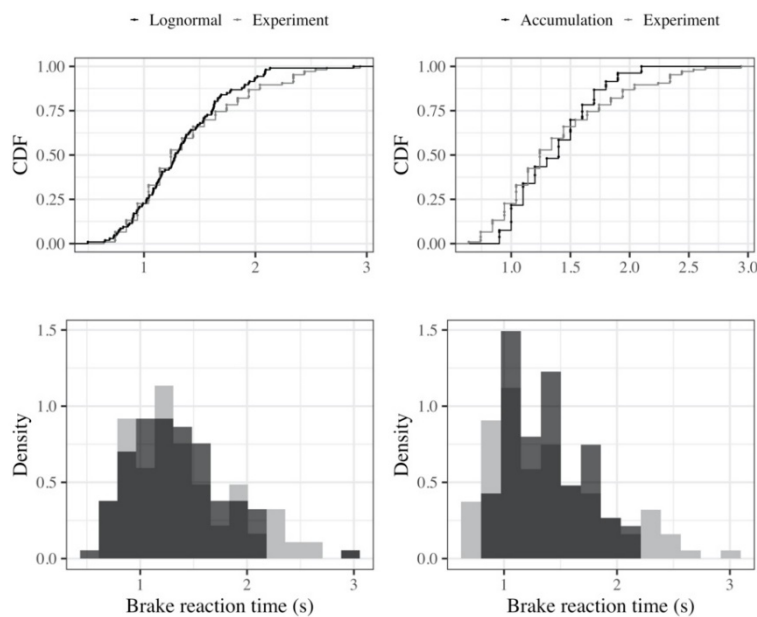 Lognormal Experiment
CDF
1.00
0.75
0.50
0.25
0.00
1 2 3
Accumulation Experiment
CDF
1.00
0.75
0.50
0.25
0.00
1.0 1.5 2.0 2.5 3.0
Density
1.5
1.0
0.5
0.0
1 2 3
Brake reaction time (s)
Density
1.5
1.0
0.5
0.0
1 2 3
Brake reaction time (s)